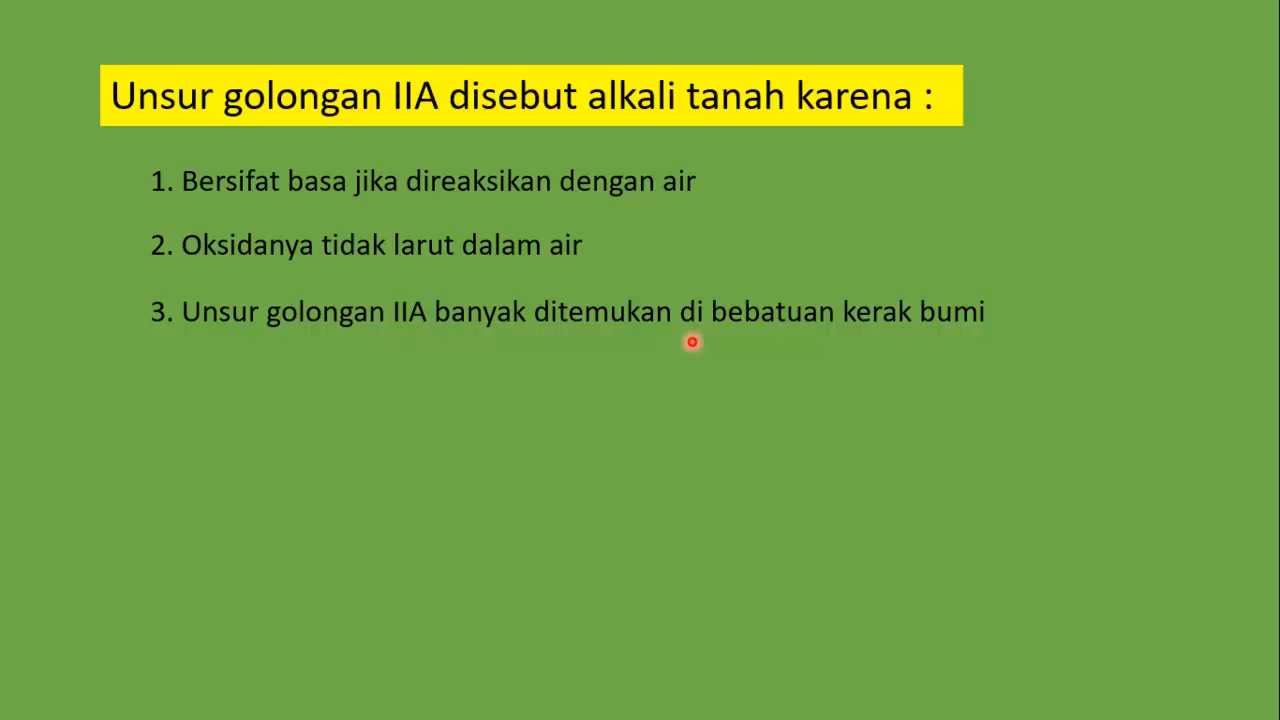 Unsur golongan IIA disebut alkali tanah karena :
1. Bersifat basa jika direaksikan dengan air
2. Oksidanya tidak larut dalam air
3. Unsur golongan IIA banyak ditemukan di bebatuan kerak bumi